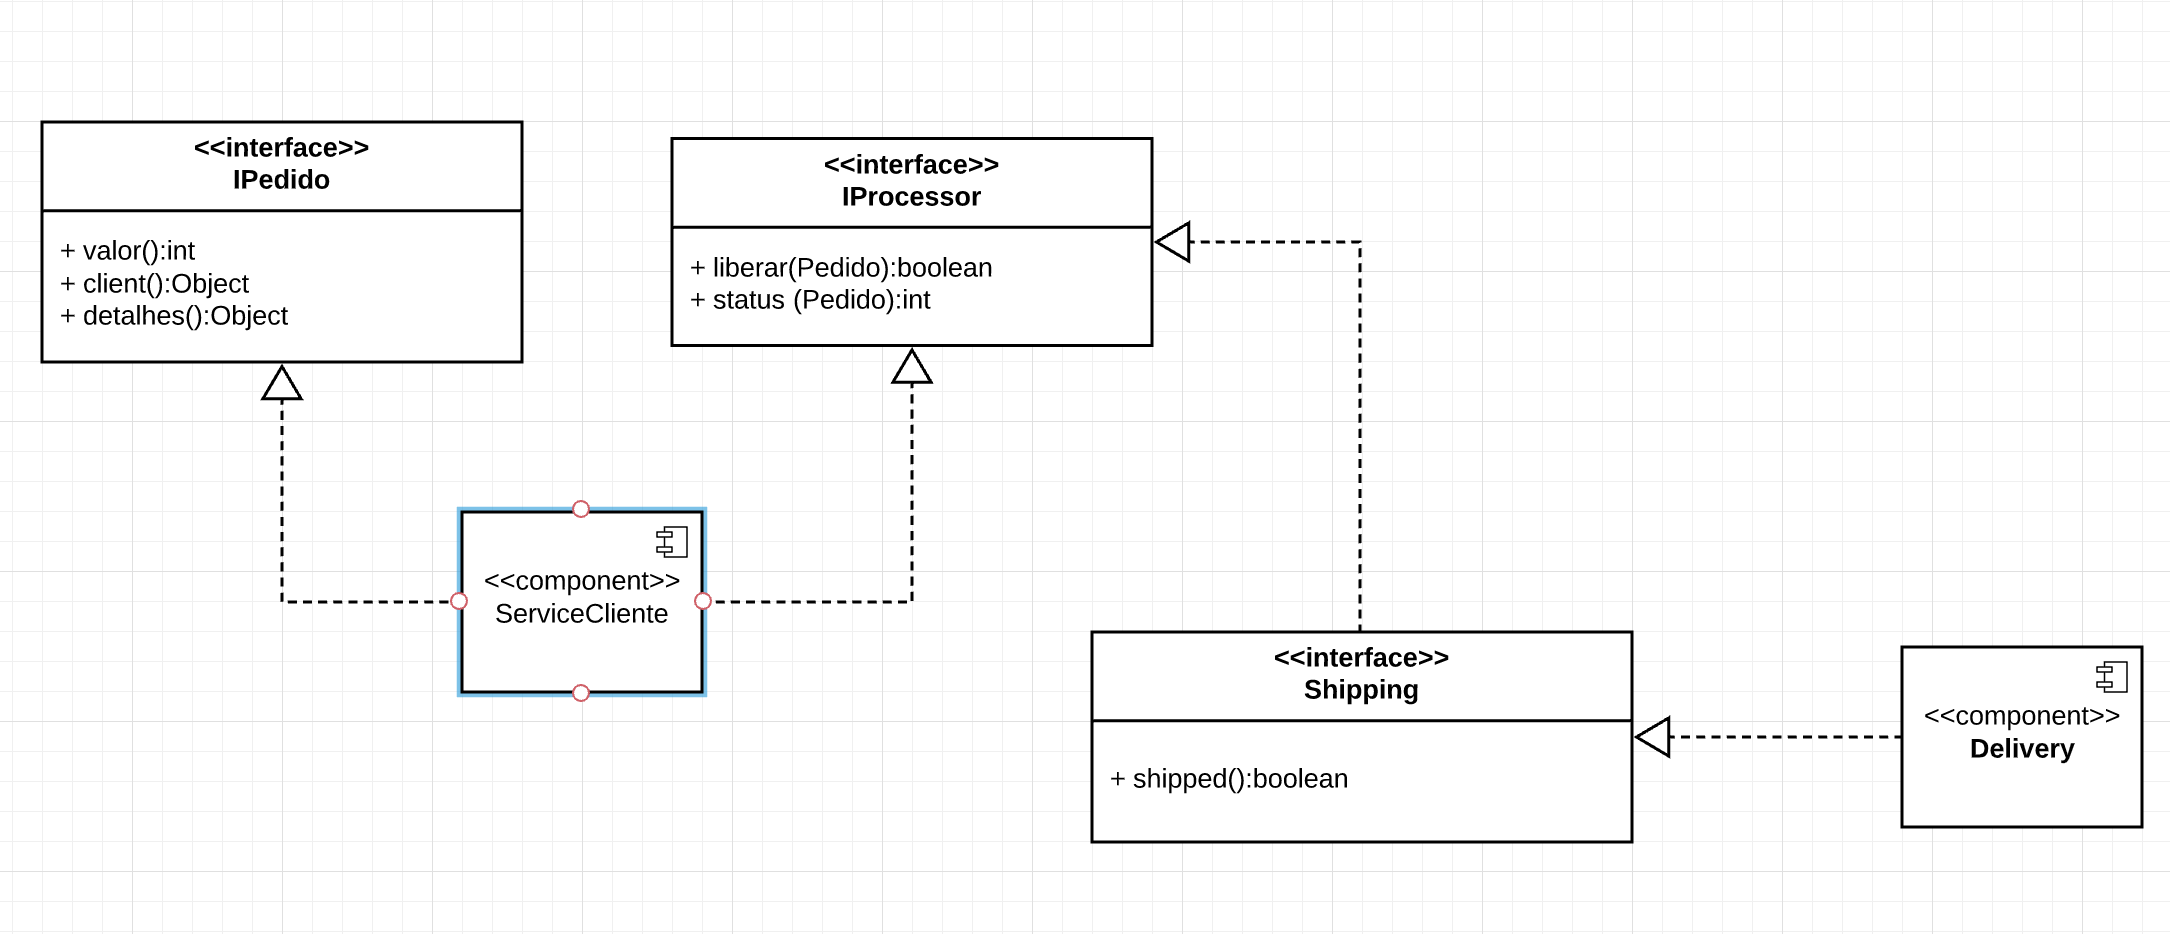 <<interface>>
IPedido
+ valor():int
+ client():Object
+ detalhes():Object
<<interface>>
IProcessor
+ liberar(Pedido):boolean
+ status (Pedido):int
<<component>>
ServiceCliente
<<interface>>
Shipping
+ shipped():boolean
<<component>>
Delivery